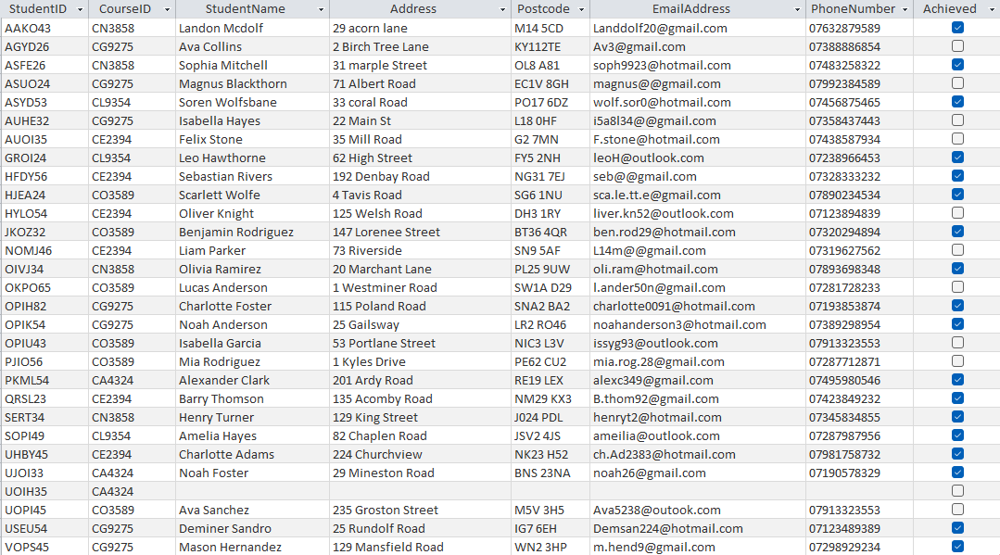 StudentID CourseID StudentName Address Postcode EmailAddress PhoneNumber Achieved
AAKO43 CN3858 Landon Mcdolf 29 acorn lane M14 5CD Landdolf20@gmail.com 07632879589
AGYD26 CG9275 Ava Collins 2 Birch Tree Lane KY112TE Av3@gmail.com 07388886854
ASFE26 CN3858 Sophia Mitchell 31 marple Street OL8 A81 soph9923@hotmail.com 07483258322
ASUO24 CG9275 Magnus Blackthorn 71 Albert Road EC1V 8GH magnus@@gmail.com 07992384589
ASYD53 CL9354 Soren Wolfsbane 33 coral Road PO17 6DZ wolf.sor0@hotmail.com 07456875465
AUHE32 CG9275 Isabella Hayes 22 Main St L18 0HF i5a8l34@@gmail.com 07358437443
AUOI35 CE2394 Felix Stone 35 Mill Road G2 7MN F.stone@hotmail.com 07438587934
GROI24 CL9354 Leo Hawthorne 62 High Street FY5 2NH leoH@outlook.com 07238966453
HFDY56 CE2394 Sebastian Rivers 192 Denbay Road NG31 7EJ seb@@gmail.com 07328333232
HJEA24 CO3589 Scarlett Wolfe 4 Tavis Road SG6 1NU sca.le.tt.e@gmail.com 07890234534
HYLO54 CE2394 Oliver Knight 125 Welsh Road DH3 1RY liver.kn52@outlook.com 07123894839
JKOZ32 CO3589 Benjamin Rodriguez 147 Lorenee Street BT36 4QR ben.rod29@hotmail.com 07320294894
NOMJ46 CE2394 Liam Parker 73 Riverside SN9 5AF L14m@@gmail.com 07319627562
OIVJ34 CN3858 Olivia Ramirez 20 Marchant Lane PL25 9UW oli.ram@hotmail.com 07893698348
OKPO65 CO3589 Lucas Anderson 1 Westminer Road SW1A D29 l.ander50n@gmail.com 07281728233
OPIH82 CG9275 Charlotte Foster 115 Poland Road SNA2 BA2 charlotte0091@hotmail.com 07193853874
OPIK54 CG9275 Noah Anderson 25 Gailsway LR2 RO46 noahanderson3@hotmail.com 07389298954
OPIU43 CO3589 Isabella Garcia 53 Portlane Street NIC3 L3V issyg93@outlook.com 07913323553
PJIO56 CO3589 Mia Rodriguez 1 Kyles Drive PE62 CU2 mia.rog.28@gmail.com 07287712871
PKML54 CA4324 Alexander Clark 201 Ardy Road RE19 LEX alexc349@gmail.com 07495980546
QRSL23 CE2394 Barry Thomson 135 Acomby Road NM29 KX3 B.thom92@gmail.com 07423849232
SERT34 CN3858 Henry Turner 129 King Street J024 PDL henryt2@hotmail.com 07345834855
SOPI49 CL9354 Amelia Hayes 82 Chaplen Road JSV2 4JS ameilia@outlook.com 07287987956
UHBY45 CE2394 Charlotte Adams 224 Churchview NK23 H52 ch.Ad2383@hotmail.com 07981758732
UJOI33 CA4324 Noah Foster 29 Mineston Road BNS 23NA noah26@gmail.com 07190578329
UOIH35 CA4324
UOPI45 CO3589 Ava Sanchez 235 Groston Street M5V 3H5 Ava5238@outook.com 07913323553
USEU54 CG9275 Deminer Sandro 25 Rundolf Road IG7 6EH Demsan224@hotmail.com 07123489389
VOPS45 CG9275 Mason Hernandez 129 Mansfield Road WN2 3HP m.hend9@gmail.com 07298929234